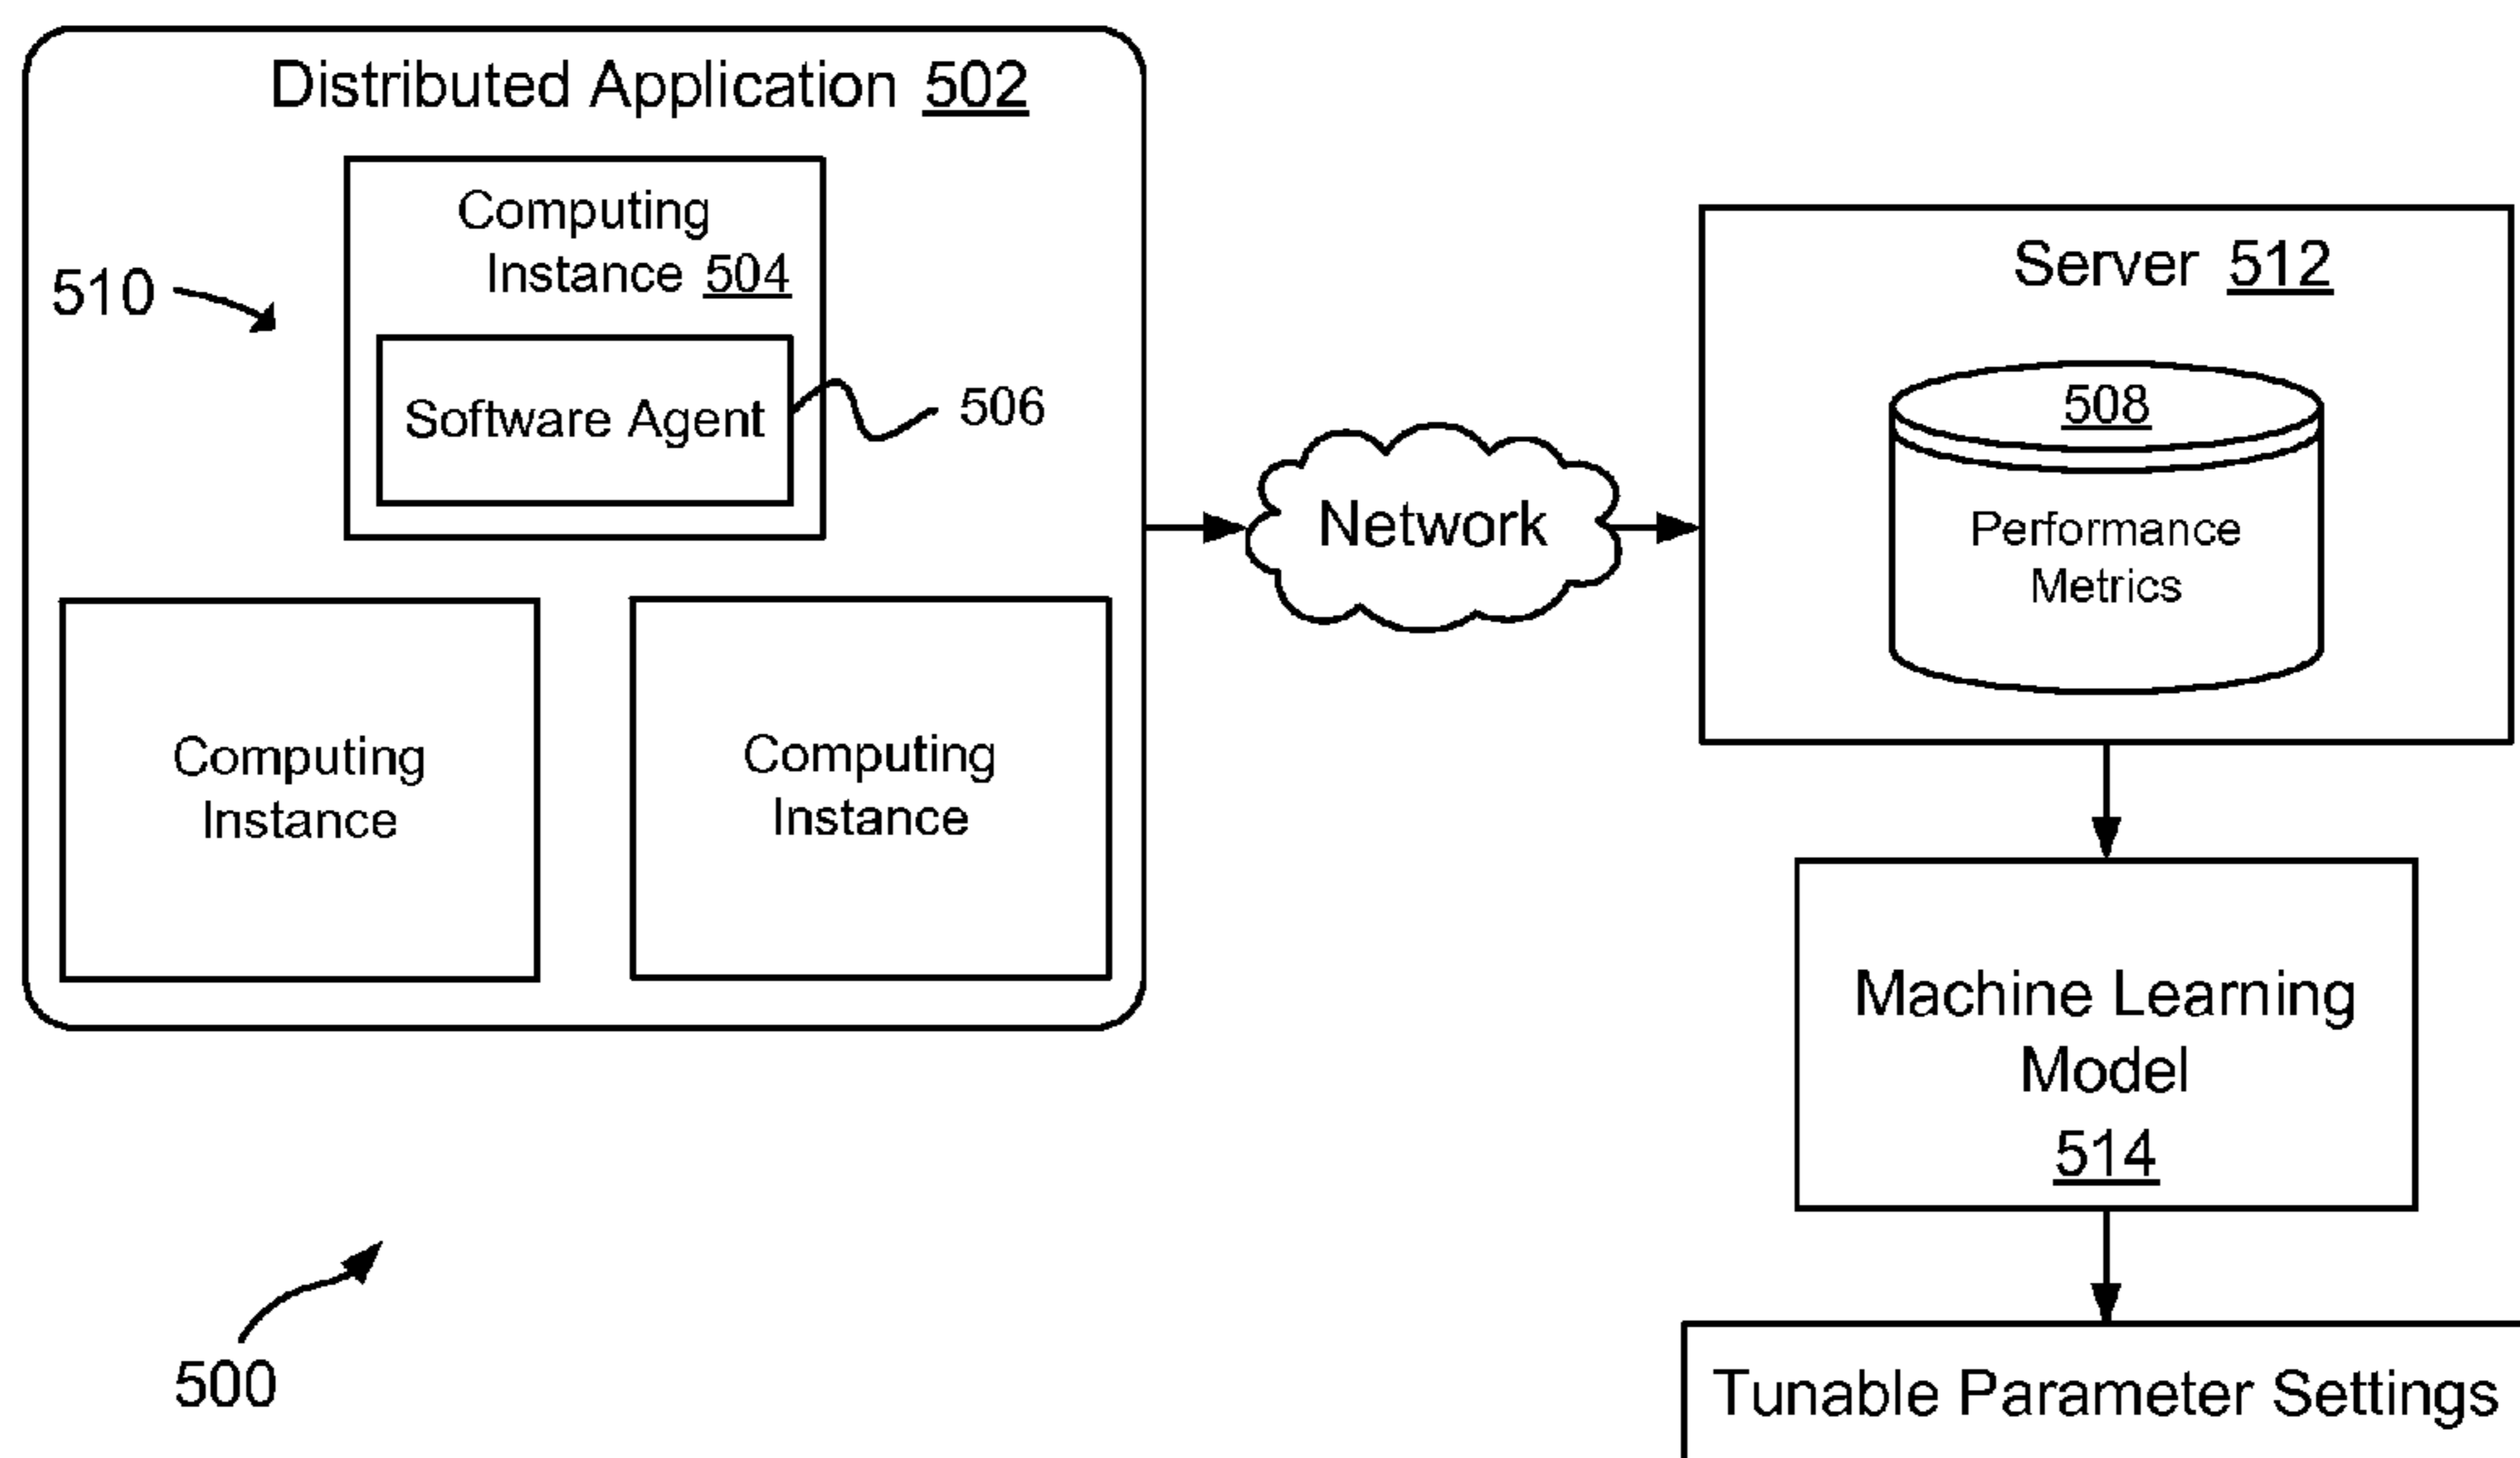 Distributed Application 502
Computing
Instance 504
510
Software Agent
506
Computing
Instance
Computing
Instance
500
Network
Server 512
508
Performance
Metrics
Machine Learning
Model
514
Tunable Parameter Settings